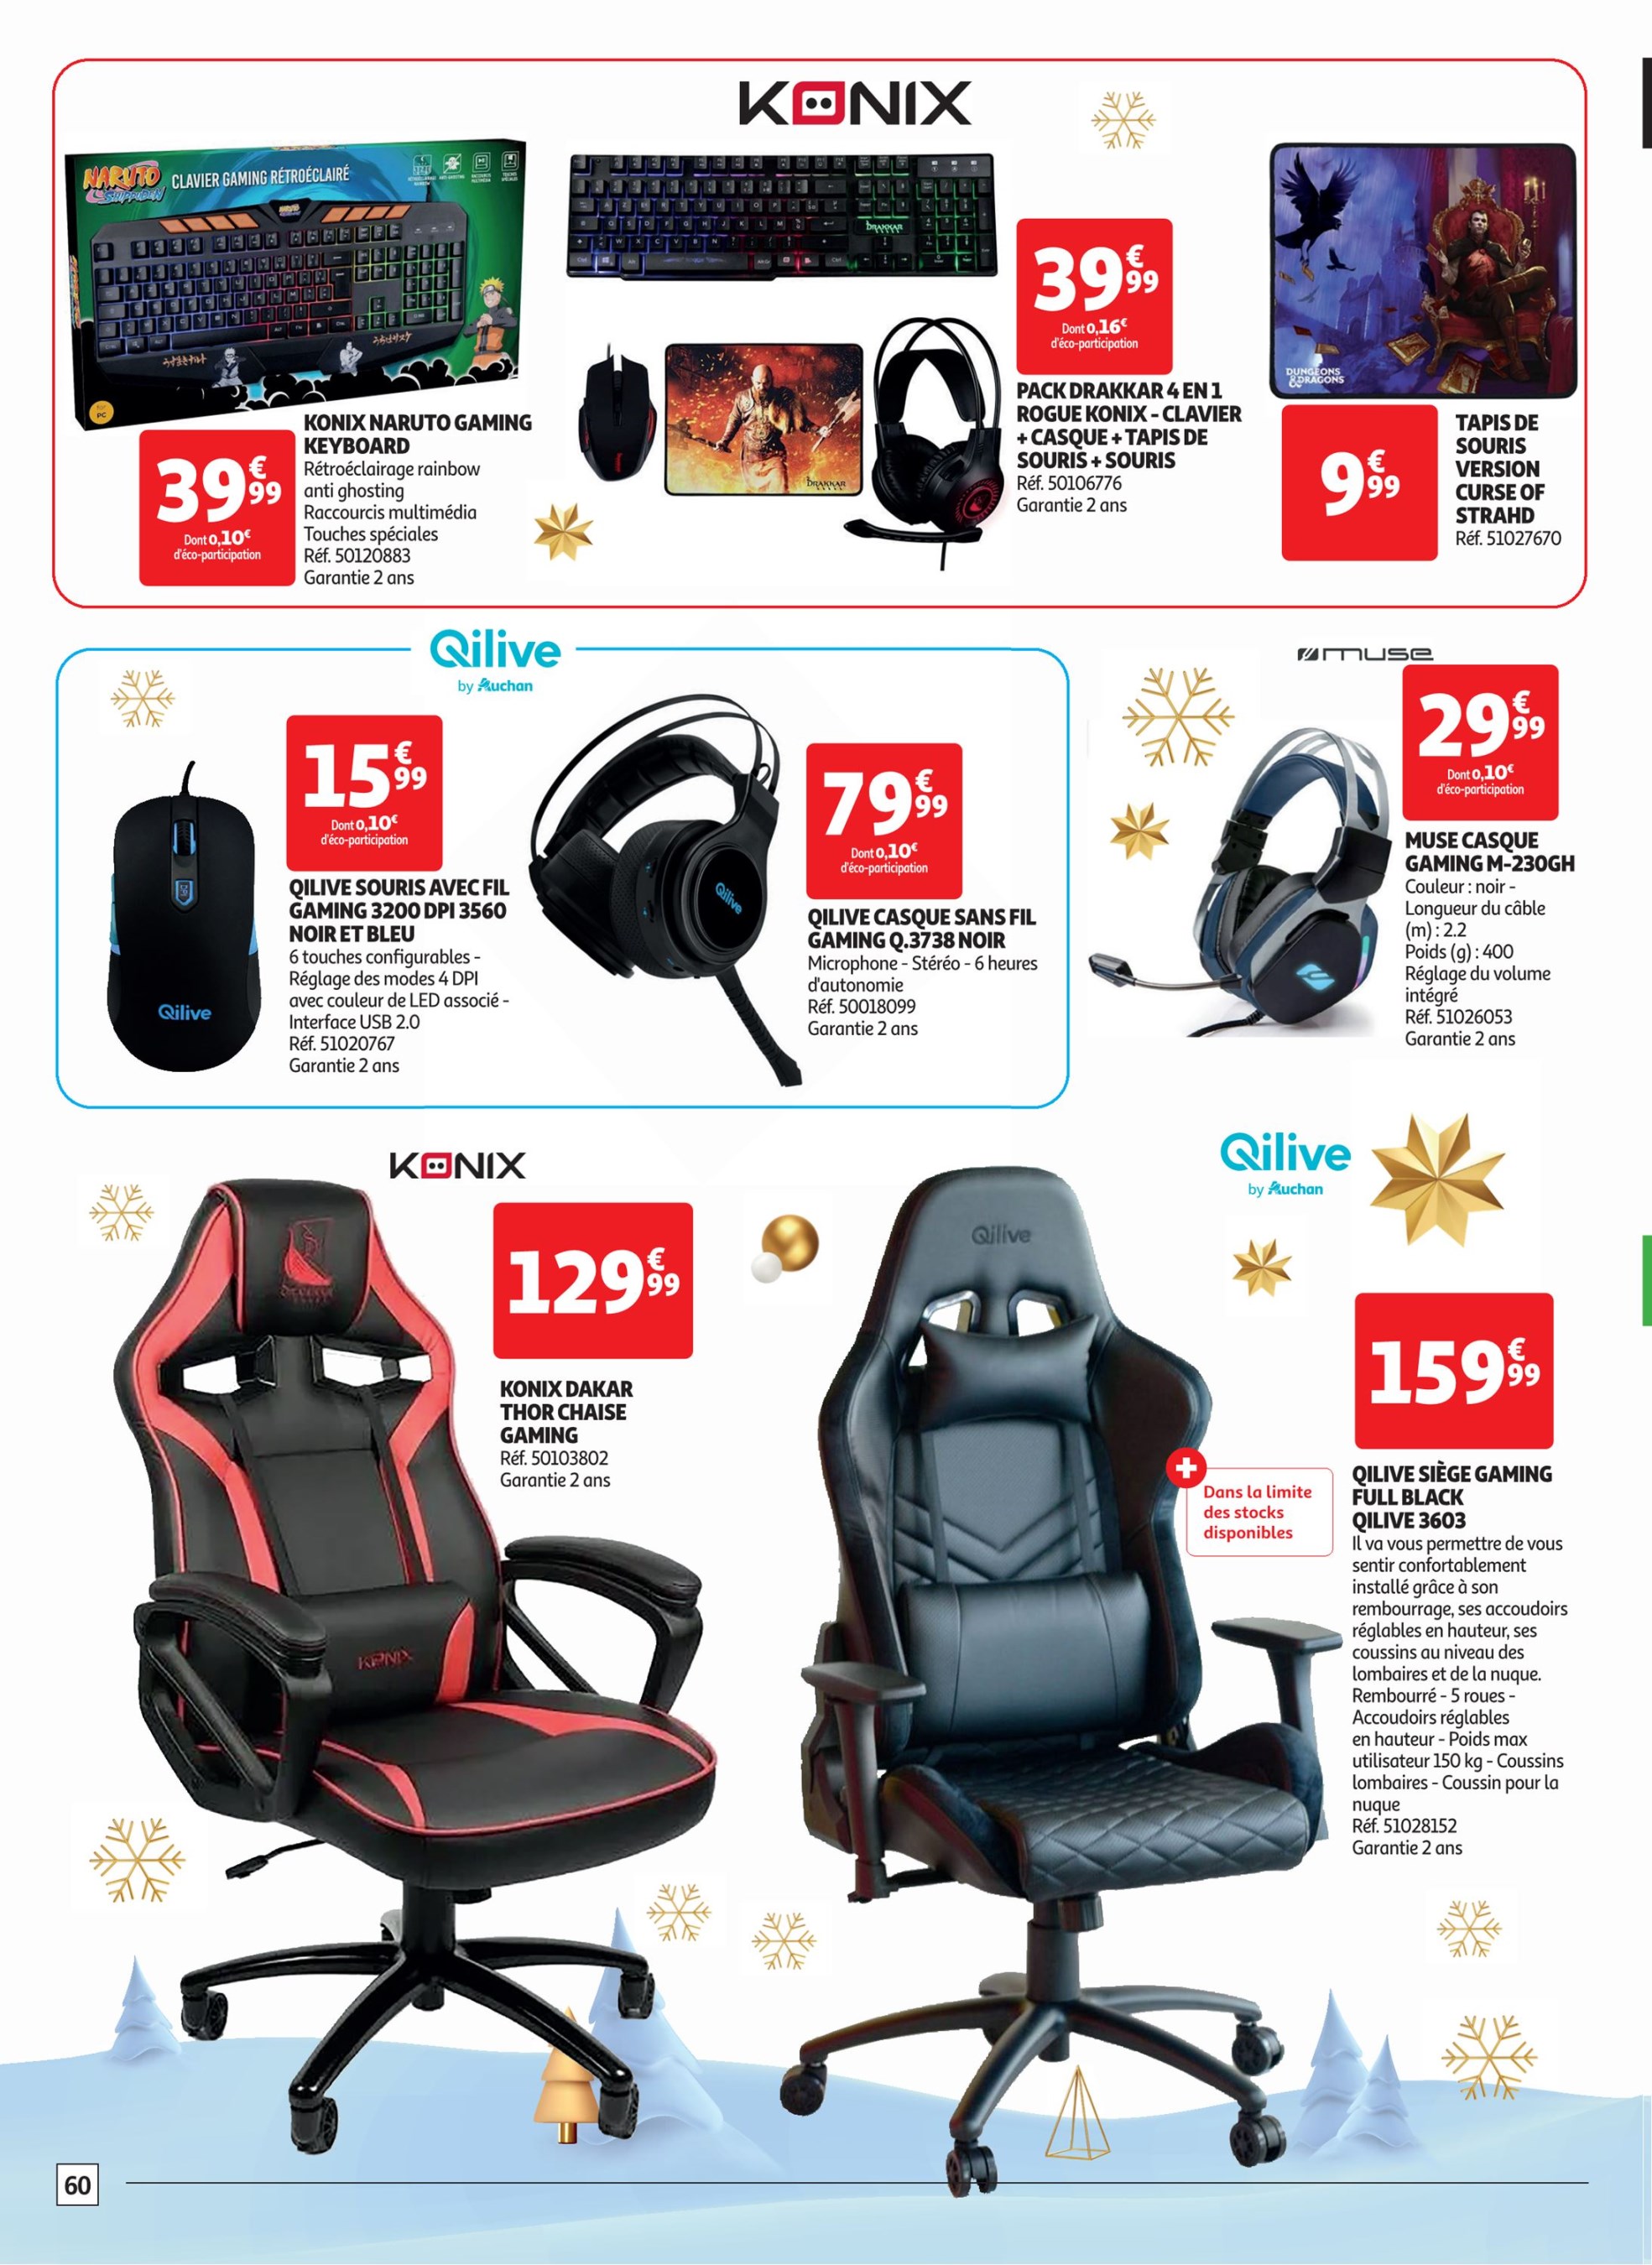 KONIX
NARUTO
SHIPPUDEN
CLAVIER GAMING RÉTROÉCLAIRÉ
PC
39€99
Dont 0,10€
d'éco-participation
KONIX NARUTO GAMING
KEYBOARD
Rétroéclairage rainbow
anti ghosting
Raccourcis multimédia
Touches spéciales
Réf. 50120883
Garantie 2 ans
DRAKKAR
DRAKKAR
39€99
Dont 0,16€
d'éco-participation
PACK DRAKKAR 4 EN 1
ROGUE KONIX - CLAVIER
+ CASQUE + TAPIS DE
SOURIS + SOURIS
Réf. 50106776
Garantie 2 ans
DUNGEONS
& DRAGONS
9€99
TAPIS DE
SOURIS
VERSION
CURSE OF
STRAHD
Réf. 51027670
Qilive
by Auchan
Qilive
15€99
Dont 0,10€
d'éco-participation
QILIVE SOURIS AVEC FIL
GAMING 3200 DPI 3560
NOIR ET BLEU
6 touches configurables -
Réglage des modes 4 DPI
avec couleur de LED associé -
Interface USB 2.0
Réf. 51020767
Garantie 2 ans
Qilive
79€99
Dont 0,10€
d'éco-participation
QILIVE CASQUE SANS FIL
GAMING Q.3738 NOIR
Microphone - Stéréo - 6 heures
d'autonomie
Réf. 50018099
Garantie 2 ans
muse
29€99
Dont 0,10€
d'éco-participation
MUSE CASQUE
GAMING M-230GH
Couleur : noir -
Longueur du câble
(m) : 2.2
Poids (g) : 400
Réglage du volume
intégré
Réf. 51026053
Garantie 2 ans
KONIX
129€99
KONIX DAKAR
THOR CHAISE
GAMING
Réf. 50103802
Garantie 2 ans
KONIX
Qilive
by Auchan
Qilive
159€99
+
Dans la limite
des stocks
disponibles
QILIVE SIÈGE GAMING
FULL BLACK
QILIVE 3603
Il va vous permettre de vous
sentir confortablement
installé grâce à son
rembourrage, ses accoudoirs
réglables en hauteur, ses
coussins au niveau des
lombaires et de la nuque.
Rembourré - 5 roues -
Accoudoirs réglables
en hauteur - Poids max
utilisateur 150 kg - Coussins
lombaires - Coussin pour la
nuque
Réf. 51028152
Garantie 2 ans
60